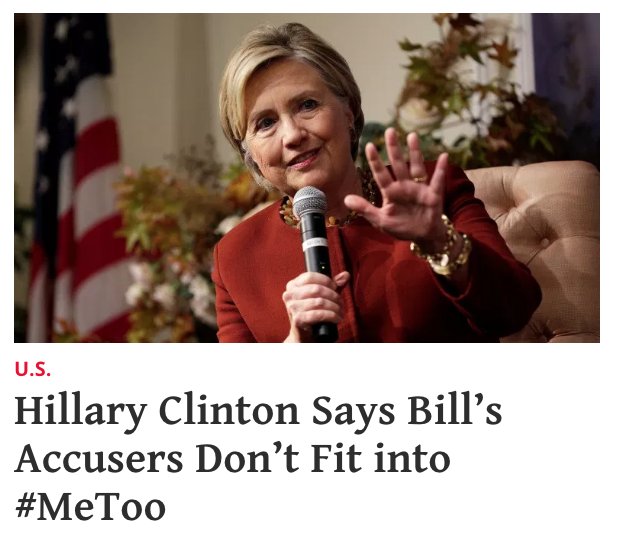 U.S.
Hillary Clinton Says Bill’s
Accusers Don’t Fit into
#MeToo